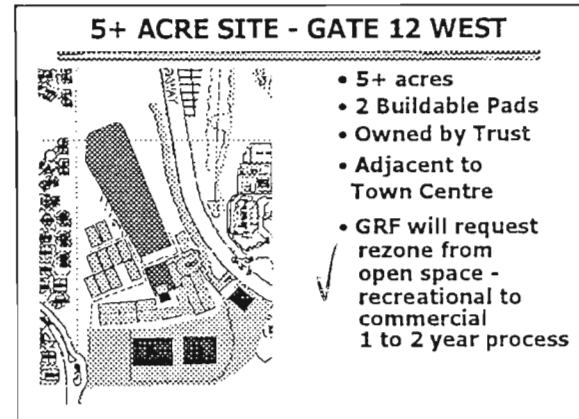 5+ ACRE SITE - GATE 12 WEST
• 5+ acres
• 2 Buildable Pads
• Owned by Trust
• Adjacent to
Town Centre
• GRF will request
rezone from
open space -
recreational to
commercial
1 to 2 year process